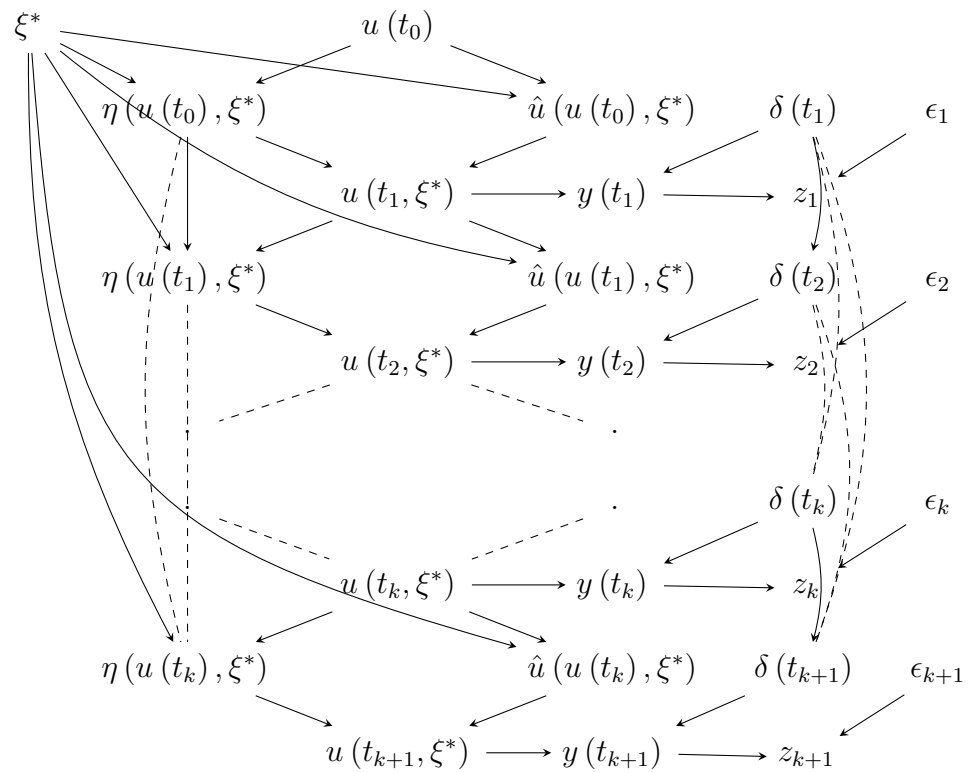 ξ* u(t₀)
η(u(t₀), ξ*) û(u(t₀), ξ*) δ(t₁) ϵ₁
u(t₁, ξ*) y(t₁) z₁
η(u(t₁), ξ*) û(u(t₁), ξ*) δ(t₂) ϵ₂
u(t₂, ξ*) y(t₂) z₂
. .
δ(tₖ) ϵₖ
. .
u(tₖ, ξ*) y(tₖ) zₖ
η(u(tₖ), ξ*) û(u(tₖ), ξ*) δ(tₖ₊₁) ϵₖ₊₁
u(tₖ₊₁, ξ*) y(tₖ₊₁) zₖ₊₁